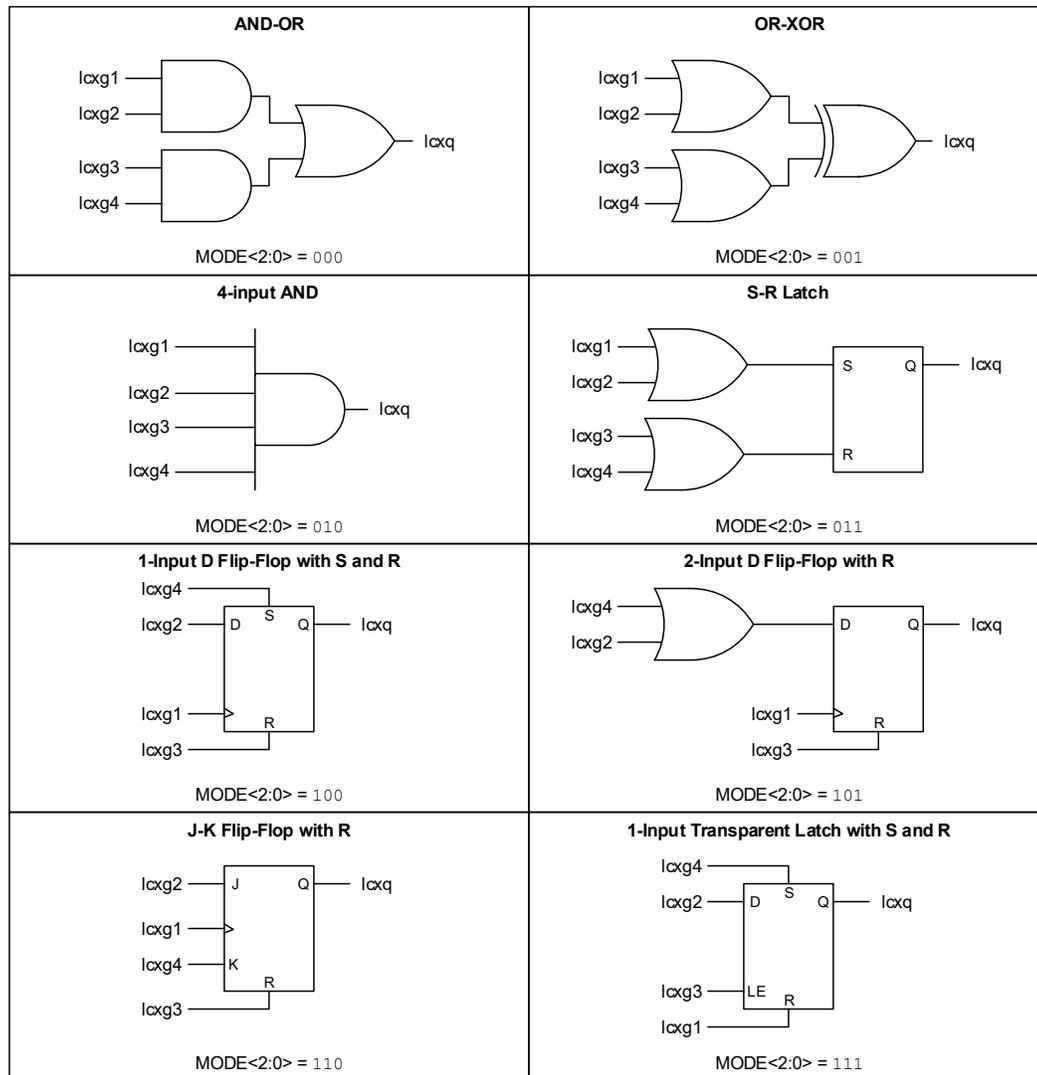 AND-OR
lcxg1
lcxg2
lcxg3
lcxg4
lcxq
MODE<2:0> = 000
OR-XOR
lcxg1
lcxg2
lcxg3
lcxg4
lcxq
MODE<2:0> = 001
4-input AND
lcxg1
lcxg2
lcxg3
lcxg4
lcxq
MODE<2:0> = 010
S-R Latch
lcxg1
lcxg2
lcxg3
lcxg4
S Q
R
lcxq
MODE<2:0> = 011
1-Input D Flip-Flop with S and R
lcxg4
S
lcxg2 D Q lcxq
lcxg1
R
lcxg3
MODE<2:0> = 100
2-Input D Flip-Flop with R
lcxg4
lcxg2
D Q lcxq
lcxg1
R
lcxg3
MODE<2:0> = 101
J-K Flip-Flop with R
lcxg2 J Q lcxq
lcxg1
lcxg4 K
R
lcxg3
MODE<2:0> = 110
1-Input Transparent Latch with S and R
lcxg4
S
lcxg2 D Q lcxq
lcxg3 LE
R
lcxg1
MODE<2:0> = 111